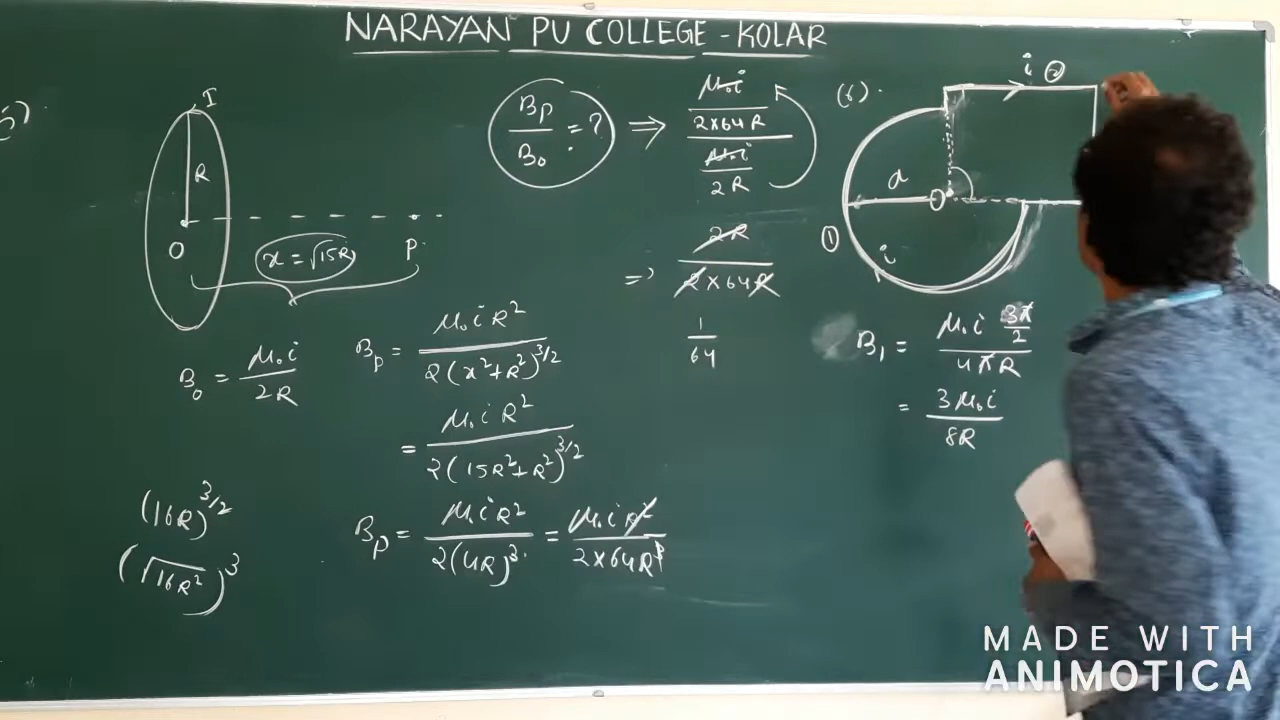 NARAYAN PU COLLEGE - KOLAR
5)
I
R
O
x = √15R
P
B₀ = μ₀i / 2R
Bp = μ₀iR² / 2(x²+R²)^3/2
= μ₀iR² / 2(15R²+R²)^3/2
(16R)^3/2
(√16R²)³
Bp = μ₀iR² / 2(4R)³ = μ₀iR² / 2×64R³
Bp / B₀ = ? ⇒ (μ₀i / 2×64R) / (μ₀i / 2R)
⇒ 2R / 2×64R
1 / 64
(6).
i ②
a
O
①
i
B₁ = μ₀i 3π/2 / 4πR
= 3μ₀i / 8R
MADE WITH
ANIMOTICA